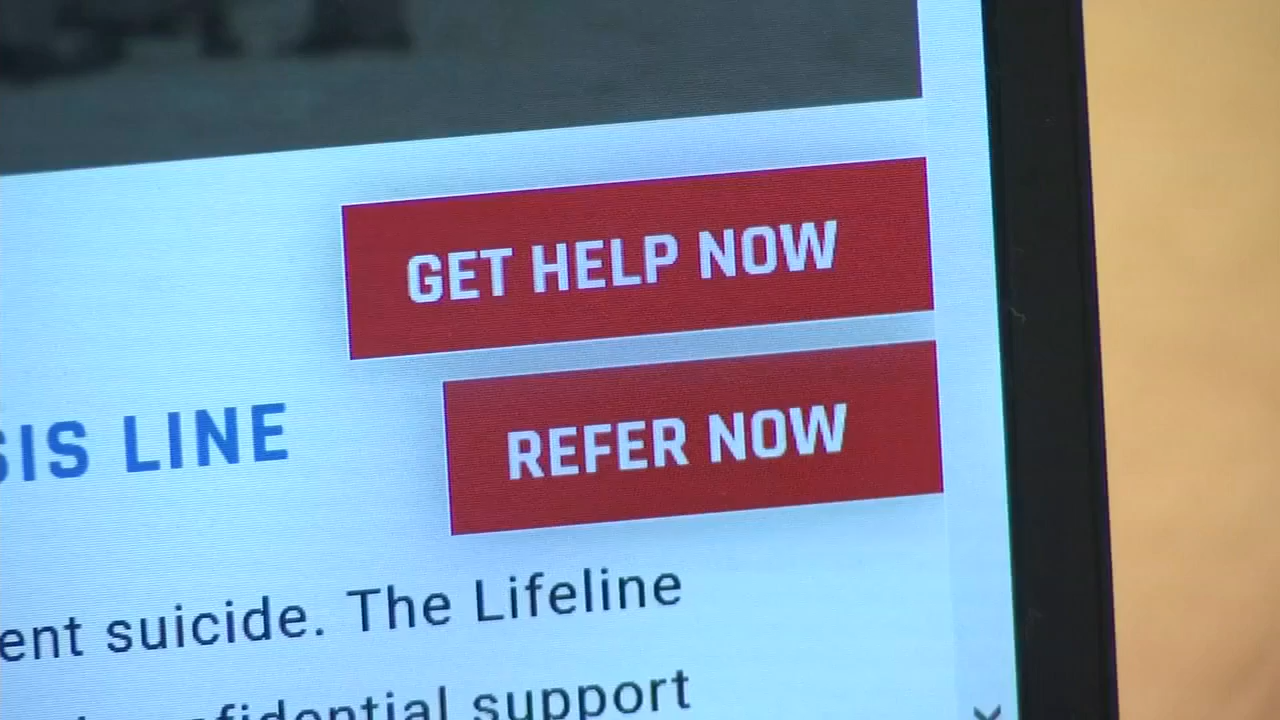 GET HELP NOW
SIS LINE
REFER NOW
ent suicide. The Lifeline
fidential support